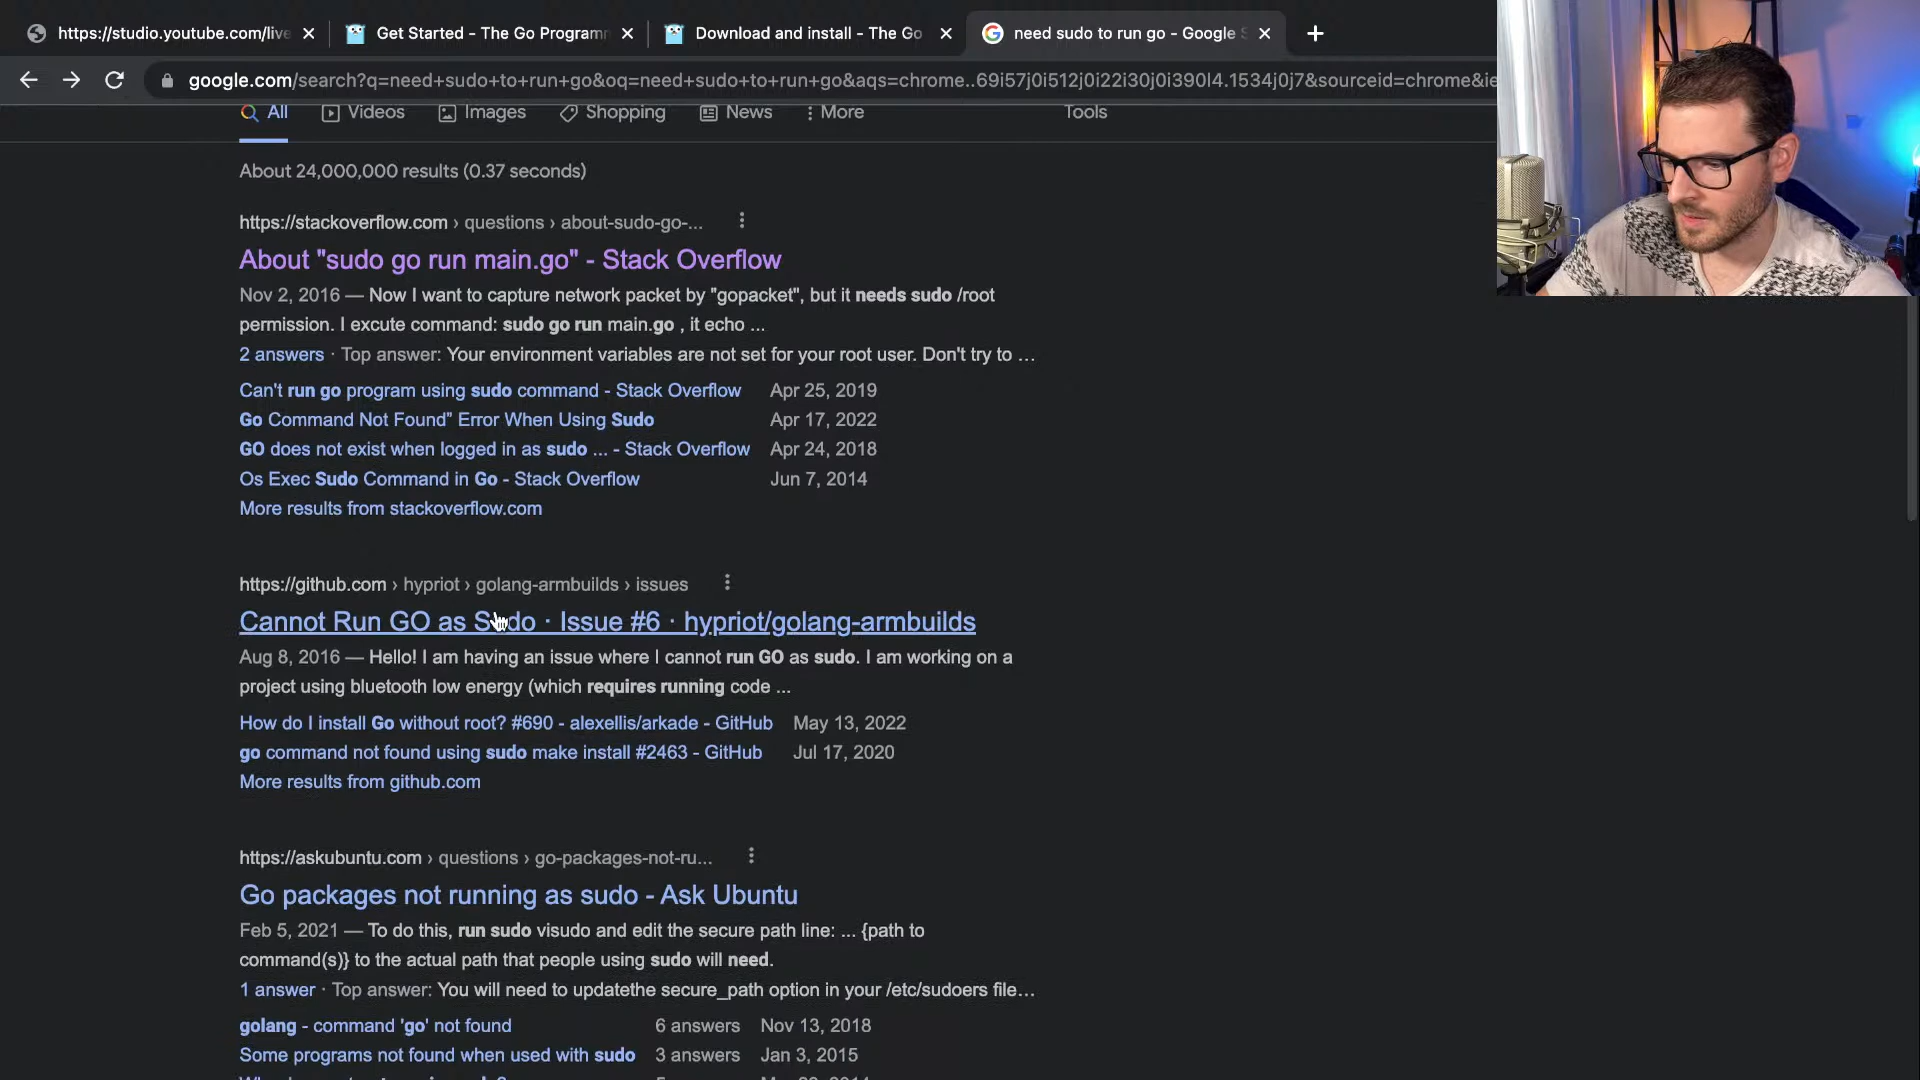 https://studio.youtube.com/live
Get Started - The Go Programm
Download and install - The Go
need sudo to run go - Google S
google.com/search?q=need+sudo+to+run+go&oq=need+sudo+to+run+go&aqs=chrome..69i57j0i512j0i22i30j0i390l4.1534j0j7&sourceid=chrome&ie
All
Videos
Images
Shopping
News
More
Tools
About 24,000,000 results (0.37 seconds)
https://stackoverflow.com › questions › about-sudo-go-...
About "sudo go run main.go" - Stack Overflow
Nov 2, 2016 — Now I want to capture network packet by "gopacket", but it needs sudo /root
permission. I excute command: sudo go run main.go , it echo ...
2 answers · Top answer: Your environment variables are not set for your root user. Don't try to ...
Can't run go program using sudo command - Stack Overflow Apr 25, 2019
Go Command Not Found" Error When Using Sudo Apr 17, 2022
GO does not exist when logged in as sudo ... - Stack Overflow Apr 24, 2018
Os Exec Sudo Command in Go - Stack Overflow Jun 7, 2014
More results from stackoverflow.com
https://github.com › hypriot › golang-armbuilds › issues
Cannot Run GO as Sudo · Issue #6 · hypriot/golang-armbuilds
Aug 8, 2016 — Hello! I am having an issue where I cannot run GO as sudo. I am working on a
project using bluetooth low energy (which requires running code ...
How do I install Go without root? #690 - alexellis/arkade - GitHub May 13, 2022
go command not found using sudo make install #2463 - GitHub Jul 17, 2020
More results from github.com
https://askubuntu.com › questions › go-packages-not-ru...
Go packages not running as sudo - Ask Ubuntu
Feb 5, 2021 — To do this, run sudo visudo and edit the secure path line: ... {path to
command(s)} to the actual path that people using sudo will need.
1 answer · Top answer: You will need to updatethe secure_path option in your /etc/sudoers file...
golang - command 'go' not found 6 answers Nov 13, 2018
Some programs not found when used with sudo 3 answers Jan 3, 2015